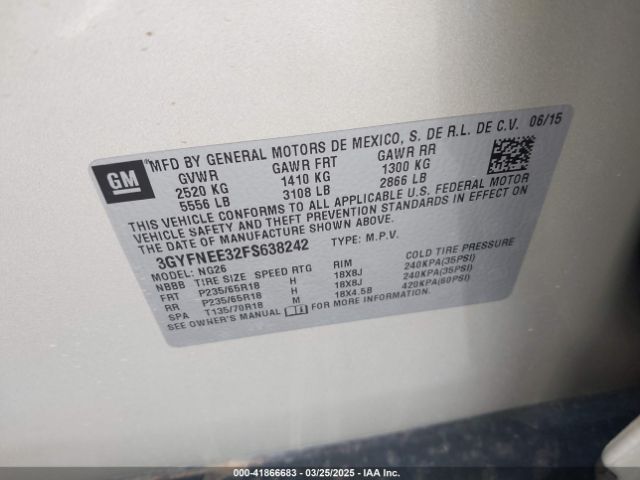 GM
"MFD BY GENERAL MOTORS DE MEXICO, S. DE R.L. DE C.V. 06/15
GVWR GAWR FRT GAWR RR
2520 KG 1410 KG 1300 KG
5556 LB 3108 LB 2866 LB
THIS VEHICLE CONFORMS TO ALL APPLICABLE U.S. FEDERAL MOTOR
VEHICLE SAFETY AND THEFT PREVENTION STANDARDS IN EFFECT ON
THE DATE OF MANUFACTURE SHOWN ABOVE.
3GYFNEE32FS638242 TYPE: M.P.V.
MODEL: NG26
NBBB TIRE SIZE SPEED RTG RIM COLD TIRE PRESSURE
FRT P235/65R18 H 18X8J 240KPA(35PSI)
RR P235/65R18 H 18X8J 240KPA(35PSI)
SPA T135/70R18 M 18X4.5B 420KPA(60PSI)
SEE OWNER'S MANUAL FOR MORE INFORMATION.
000-41866683 - 03/25/2025 - IAA Inc.